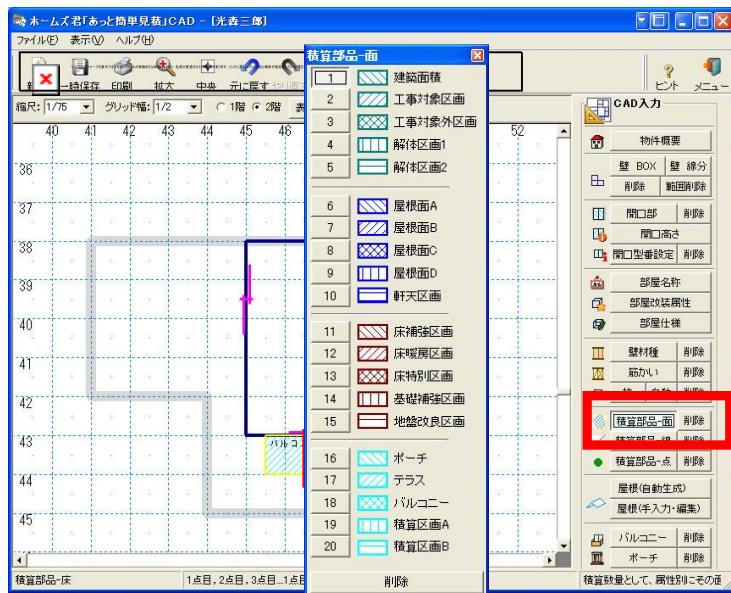 ホームズ君「あっと簡単見積」CAD - [光森三郎]
ファイル(F) 表示(V) ヘルプ(H)
一時保存 印刷 拡大 中央 元に戻す
ヒント メニュー
縮尺: 1/75 グリッド幅: 1/2 1階 2階
40 41 42 43 44 45 46 52
36
37
38
39
40
41
42
43
44
45
積算部品-面
1 建築面積
2 工事対象区画
3 工事対象外区画
4 解体区画1
5 解体区画2
6 屋根面A
7 屋根面B
8 屋根面C
9 屋根面D
10 軒天区画
11 床補強区画
12 床暖房区画
13 床特別区画
14 基礎補強区画
15 地盤改良区画
16 ポーチ
17 テラス
18 バルコニー
19 積算区画A
20 積算区画B
削除
CAD入力
物件概要
壁 BOX 壁 線分
削除 範囲削除
開口部 削除
開口高さ
開口型番設定 削除
部屋名称
部屋改装属性
部屋仕様
壁材種 削除
筋かい 削除
積算部品-面 削除
積算部品-線 削除
積算部品-点 削除
屋根(自動生成)
屋根(手入力・編集)
バルコニー 削除
ポーチ 削除
積算部品-床
1点目,2点目,3点目…1点目
積算数量として、属性別にその面